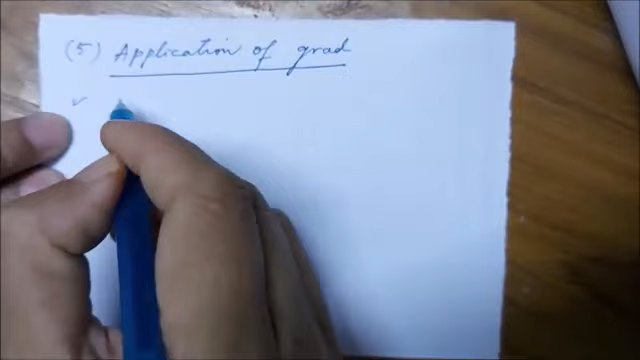 (5) Application of grad
✓